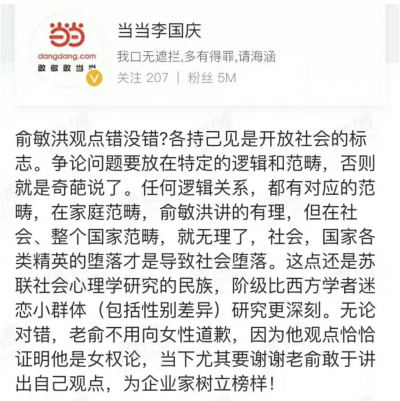 当当
dangdang.com
敢做敢当当
当当李国庆
我口无遮拦,多有得罪,请海涵
关注 207 | 粉丝 5M
俞敏洪观点错没错?各持己见是开放社会的标
志。争论问题要放在特定的逻辑和范畴，否则
就是奇葩说了。任何逻辑关系，都有对应的范
畴，在家庭范畴，俞敏洪讲的有理，但在社
会、整个国家范畴，就无理了，社会，国家各
类精英的堕落才是导致社会堕落。这点还是苏
联社会心理学研究的民族，阶级比西方学者迷
恋小群体（包括性别差异）研究更深刻。无论
对错，老俞不用向女性道歉，因为他观点恰恰
证明他是女权论，当下尤其要谢谢老俞敢于讲
出自己观点，为企业家树立榜样！